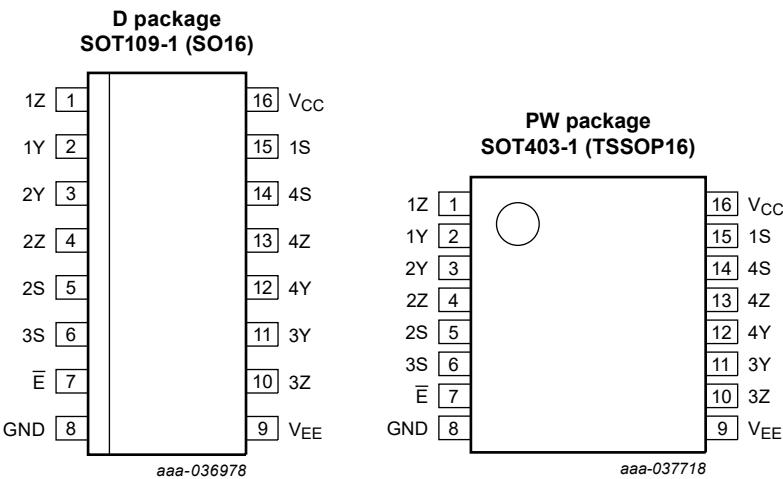 D package
SOT109-1 (SO16)
1Z 1
16 VCC
1Y 2
15 1S
2Y 3
14 4S
2Z 4
13 4Z
2S 5
12 4Y
3S 6
11 3Y
E̅ 7
10 3Z
GND 8
9 VEE
aaa-036978
PW package
SOT403-1 (TSSOP16)
1Z 1
16 VCC
1Y 2
15 1S
2Y 3
14 4S
2Z 4
13 4Z
2S 5
12 4Y
3S 6
11 3Y
E̅ 7
10 3Z
GND 8
9 VEE
aaa-037718